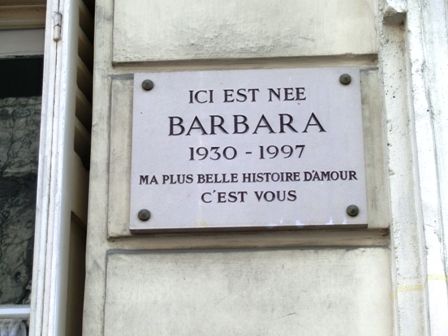 ICI EST NEE
BARBARA
1930 - 1997
MA PLUS BELLE HISTOIRE D'AMOUR
C'EST VOUS